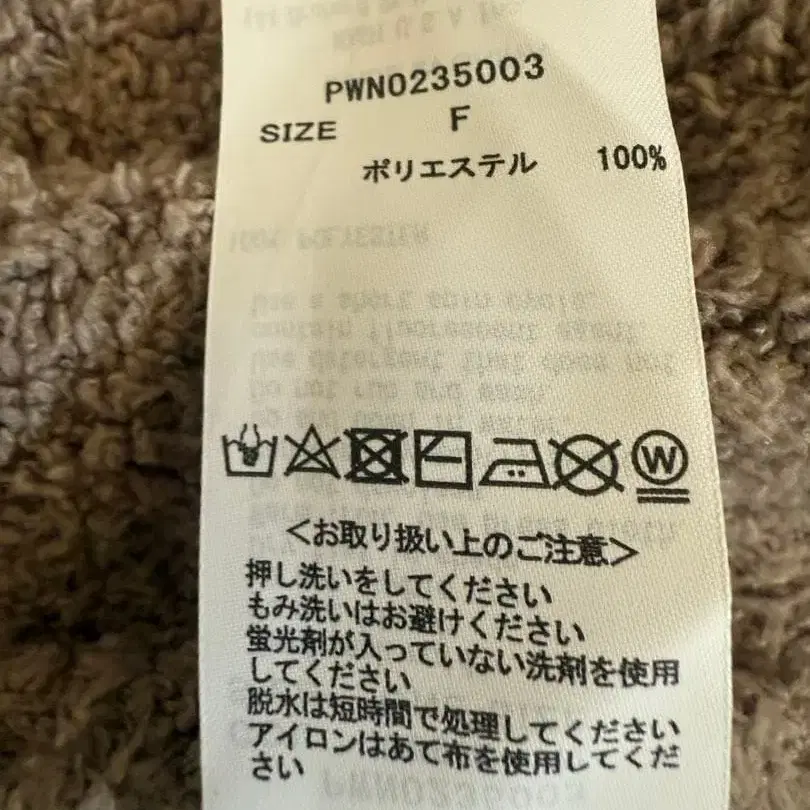 PWN0235003
SIZE F
ポリエステル 100%
W
<お取り扱い上のご注意>
押し洗いをしてください
もみ洗いはお避けください
蛍光剤が入っていない洗剤を使用
してください
脱水は短時間で処理してください
アイロンはあて布を使用してくだ
さい